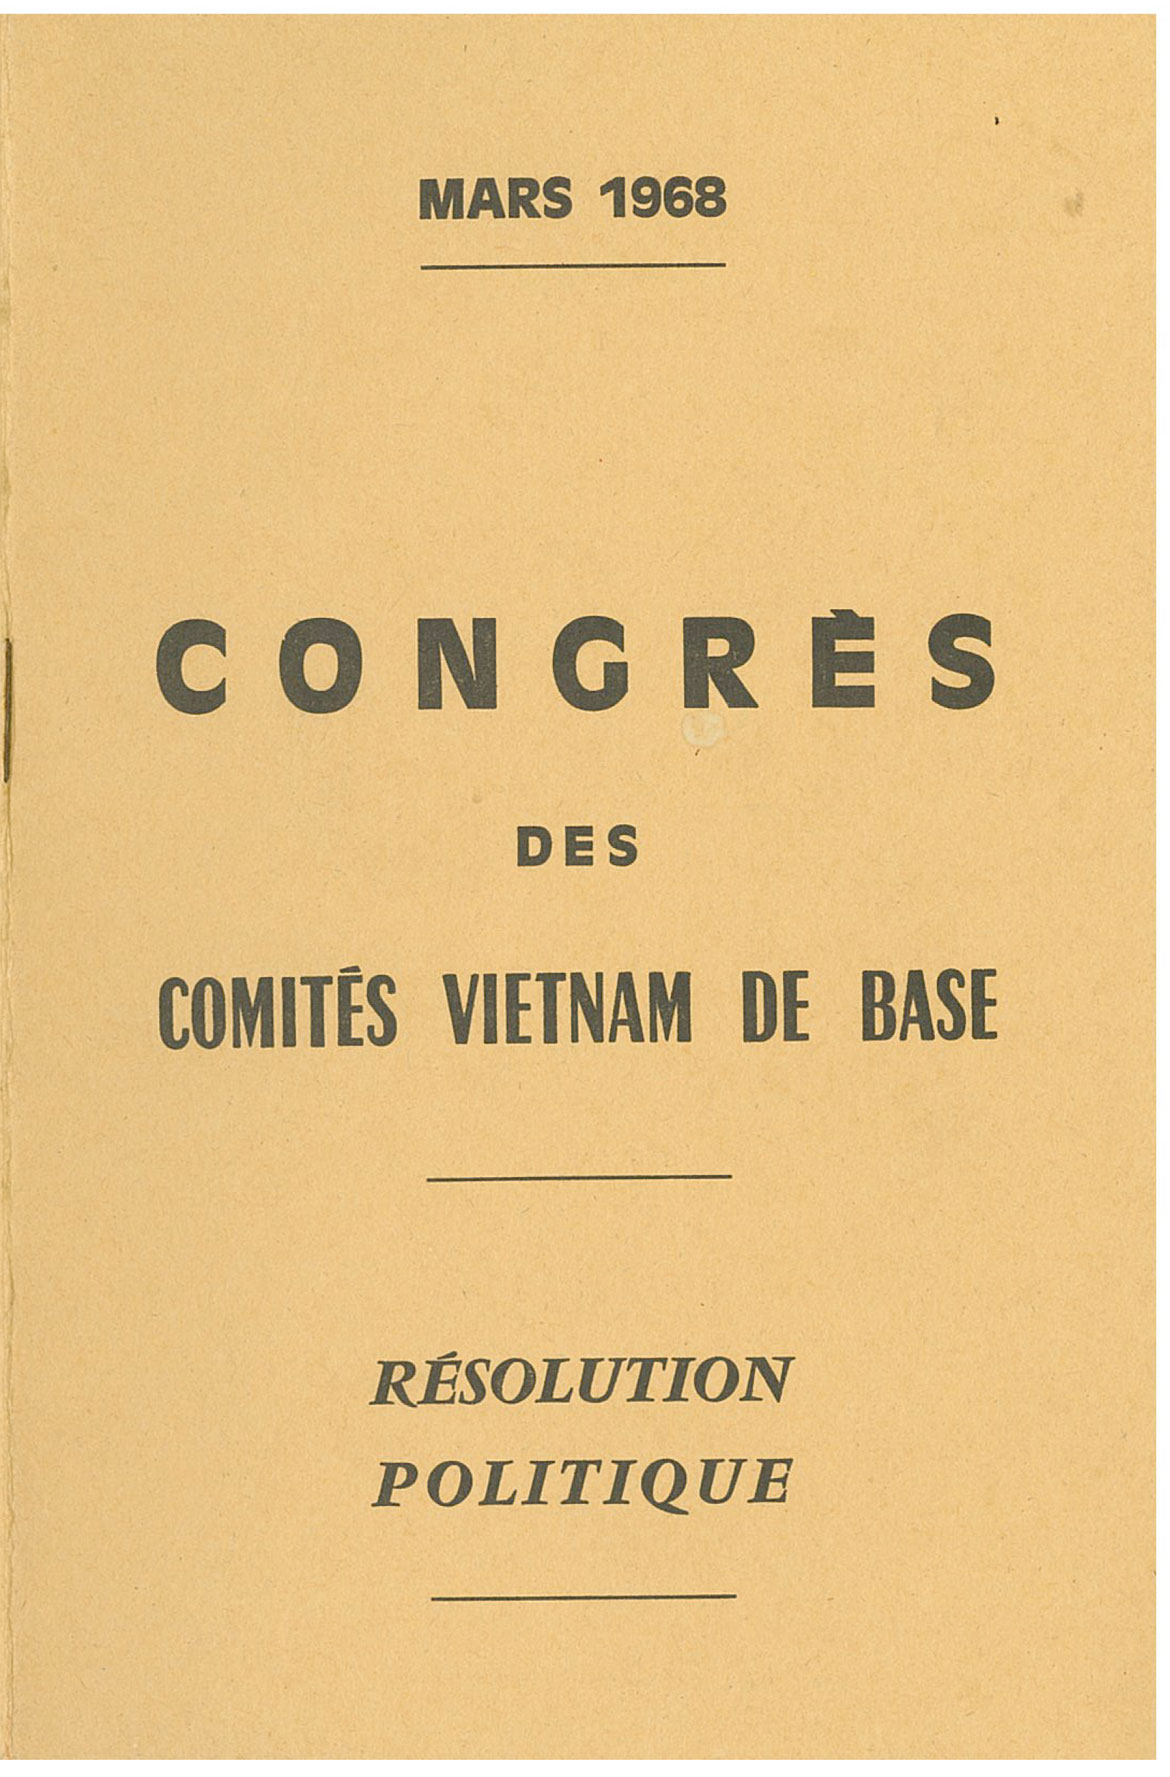 MARS 1968
CONGRÈS
DES
COMITÉS VIETNAM DE BASE
RÉSOLUTION
POLITIQUE